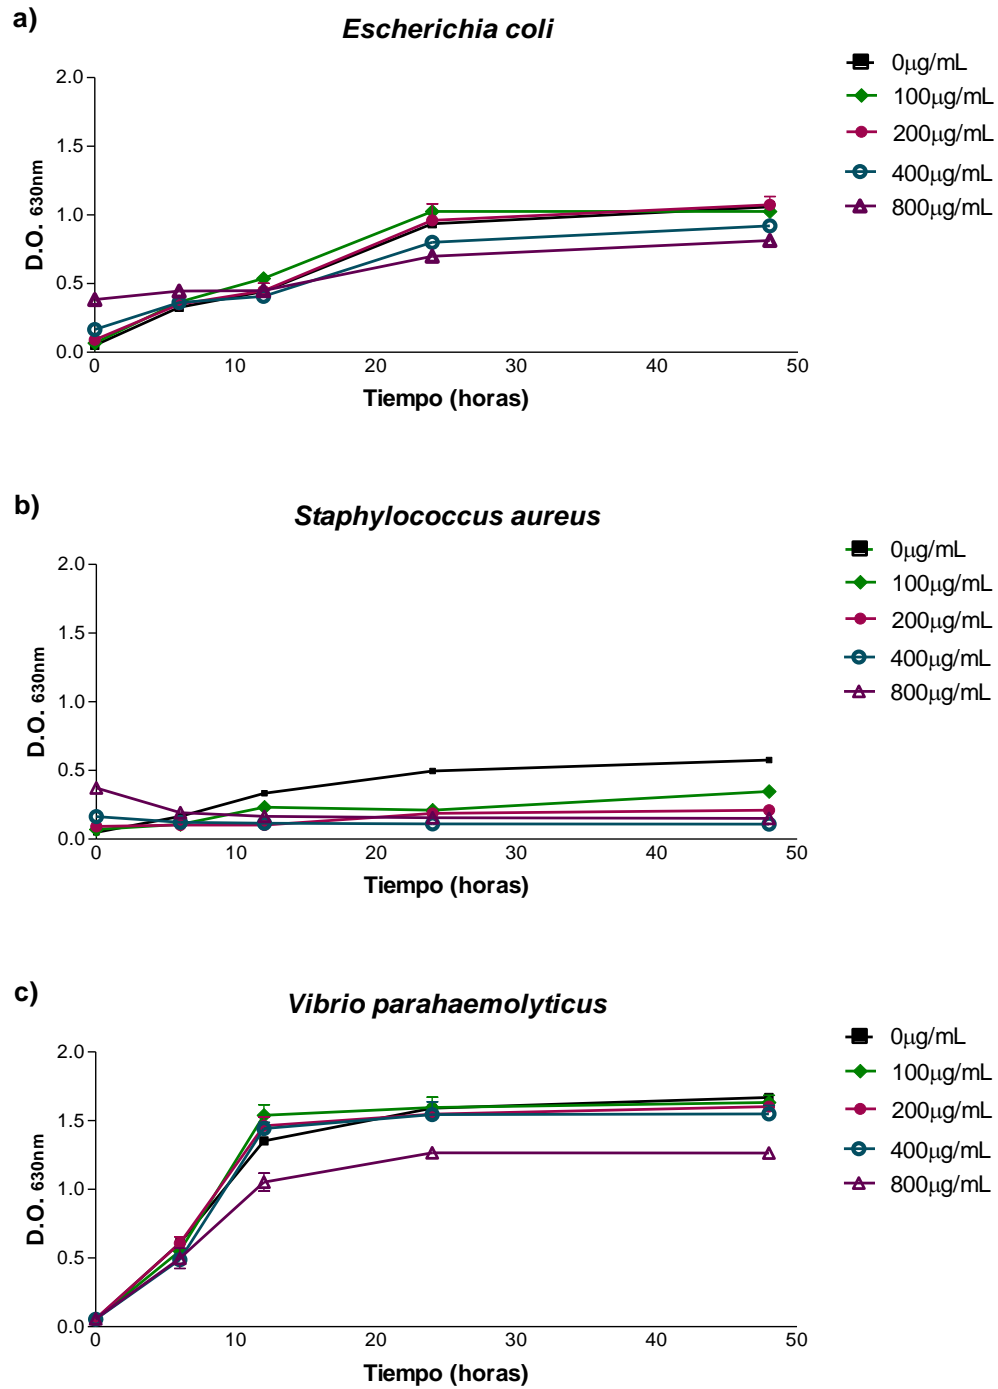 a)
Escherichia coli
2.0
1.5
1.0
0.5
0.0
D.O. 630nm
0 10 20 30 40 50
Tiempo (horas)
0μg/mL
100μg/mL
200μg/mL
400μg/mL
800μg/mL
b)
Staphylococcus aureus
2.0
1.5
1.0
0.5
0.0
D.O. 630nm
0 10 20 30 40 50
Tiempo (horas)
0μg/mL
100μg/mL
200μg/mL
400μg/mL
800μg/mL
c)
Vibrio parahaemolyticus
2.0
1.5
1.0
0.5
0.0
D.O. 630nm
0 10 20 30 40 50
Tiempo (horas)
0μg/mL
100μg/mL
200μg/mL
400μg/mL
800μg/mL